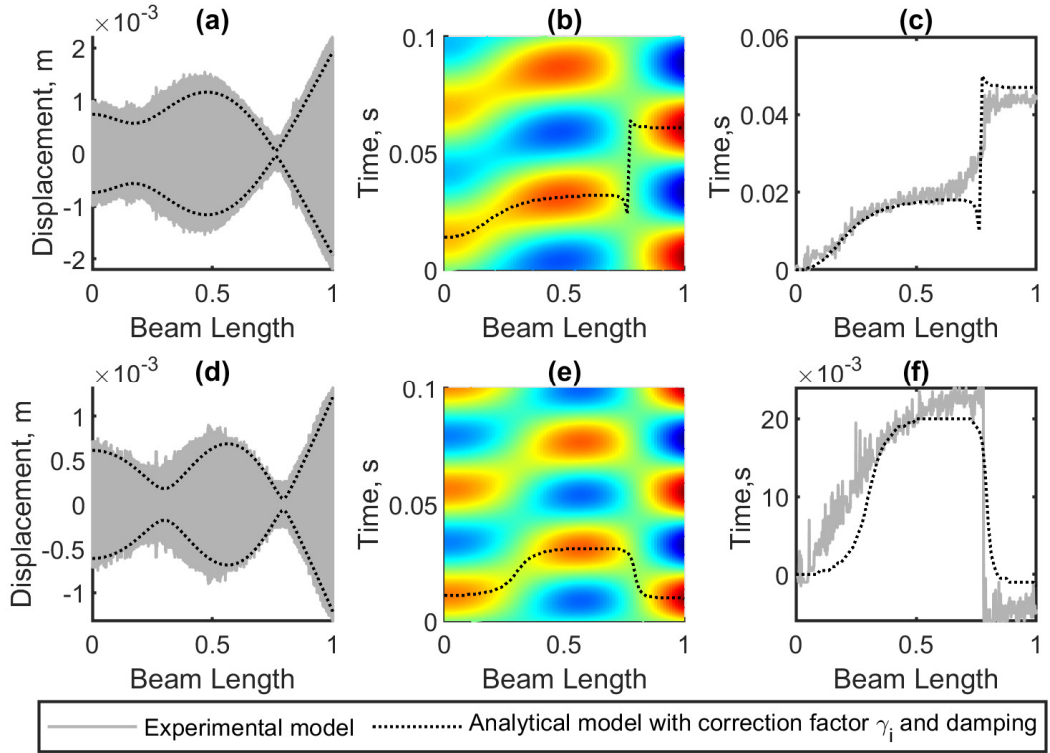 (a)
×10⁻³
2
1
0
-1
-2
Displacement, m
0
0.5
1
Beam Length
(b)
0.1
0.05
0
Time, s
0
0.5
1
Beam Length
(c)
0.06
0.04
0.02
0
Time,s
0
0.5
1
Beam Length
(d)
×10⁻³
1
0.5
0
-0.5
-1
Displacement, m
0
0.5
1
Beam Length
(e)
0.1
0.05
0
Time, s
0
0.5
1
Beam Length
(f)
×10⁻³
20
10
0
Time,s
0
0.5
1
Beam Length
Experimental model
Analytical model with correction factor γᵢ and damping